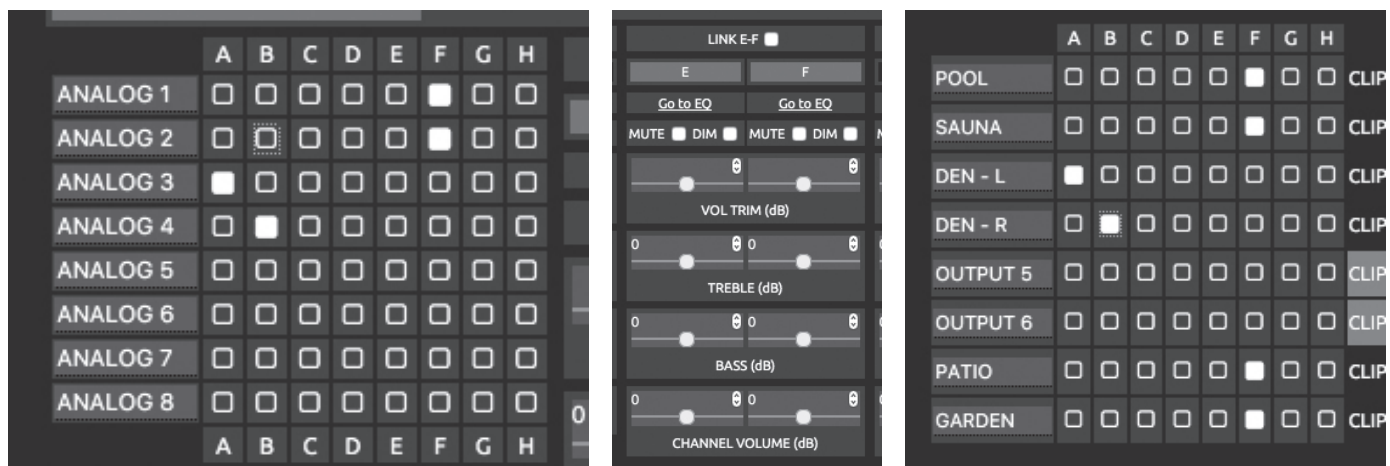 A B C D E F G H
ANALOG 1
ANALOG 2
ANALOG 3
ANALOG 4
ANALOG 5
ANALOG 6
ANALOG 7
ANALOG 8
A B C D E F G H
0
LINK E-F
E F
Go to EQ Go to EQ
MUTE DIM MUTE DIM
VOL TRIM (dB)
0 0
TREBLE (dB)
0 0
BASS (dB)
0 0
CHANNEL VOLUME (dB)
A B C D E F G H
POOL CLIP
SAUNA CLIP
DEN - L CLIP
DEN - R CLIP
OUTPUT 5 CLIP
OUTPUT 6 CLIP
PATIO CLIP
GARDEN CLIP